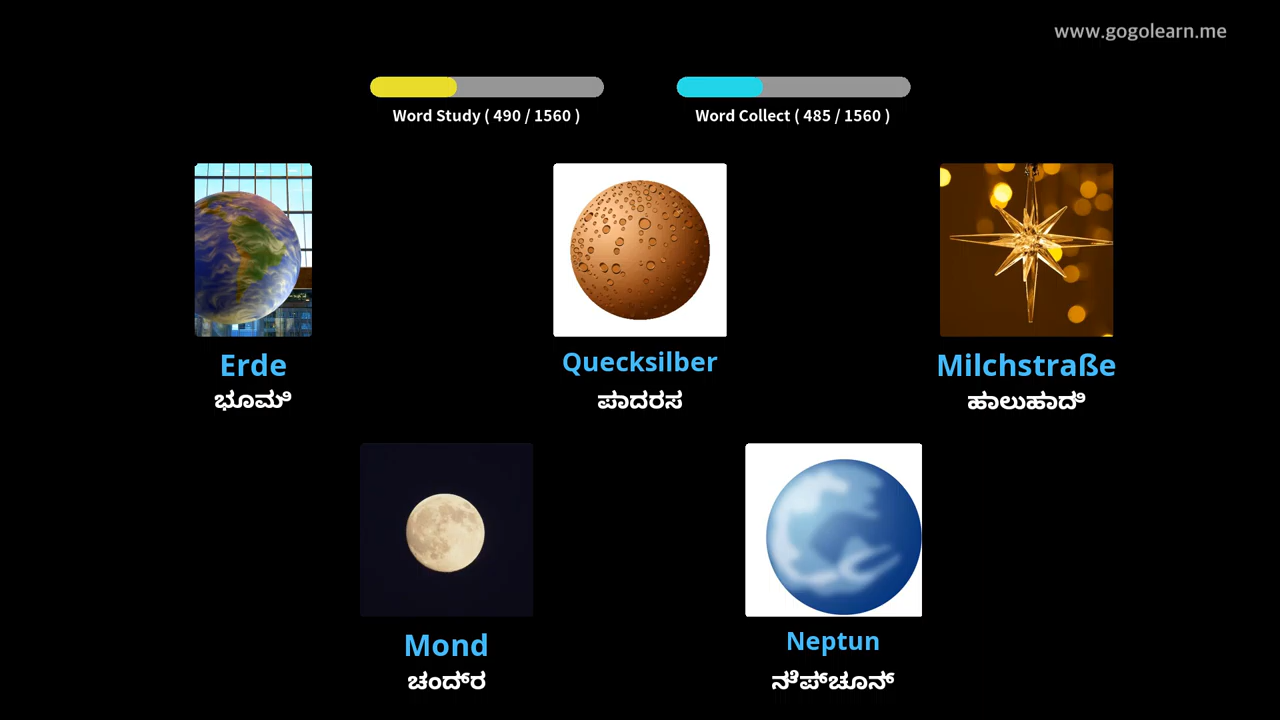 www.gogolearn.me
Word Study ( 490 / 1560 )
Word Collect ( 485 / 1560 )
Erde
ಭೂಮಿ
Quecksilber
ಪಾದರಸ
Milchstraße
ಹಾಲುಹಾದಿ
Mond
ಚಂದ್ರ
Neptun
ನೆಪ್ಚೂನ್